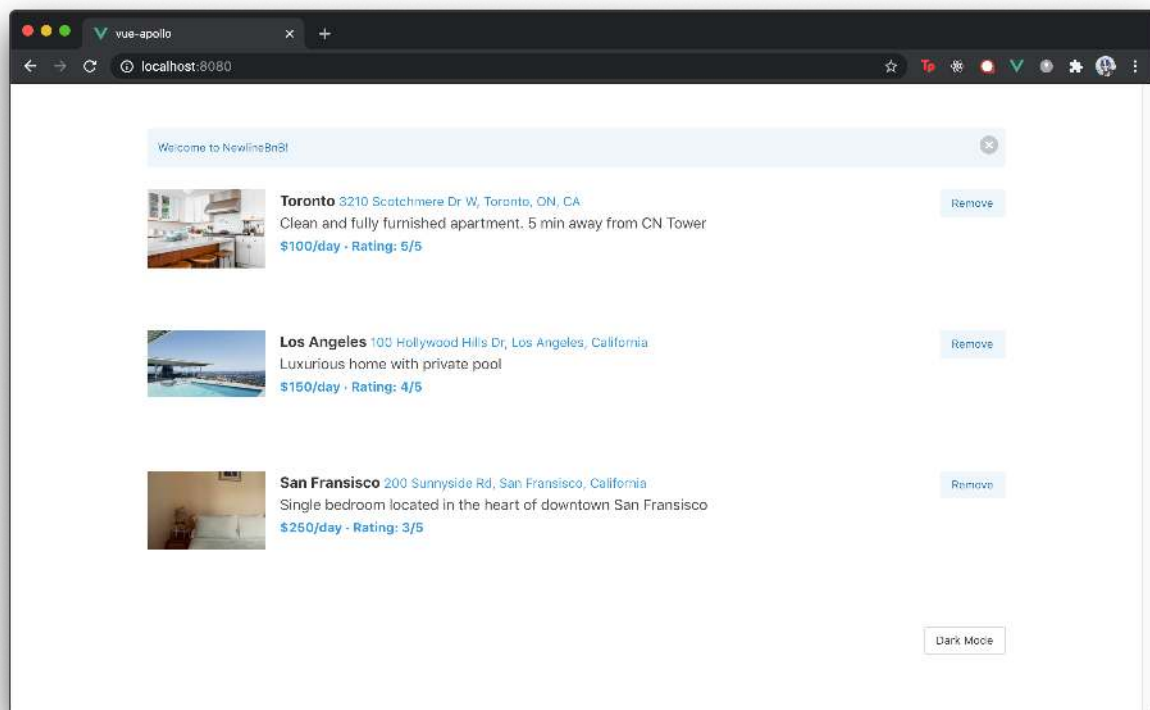 vue-apollo
localhost:8080
Tp
Welcome to NewlineBnB!
Toronto 3210 Scotchmere Dr W, Toronto, ON, CA
Remove
Clean and fully furnished apartment. 5 min away from CN Tower
$100/day · Rating: 5/5
Los Angeles 100 Hollywood Hills Dr, Los Angeles, California
Remove
Luxurious home with private pool
$150/day · Rating: 4/5
San Fransisco 200 Sunnyside Rd, San Fransisco, California
Remove
Single bedroom located in the heart of downtown San Fransisco
$250/day · Rating: 3/5
Dark Mode